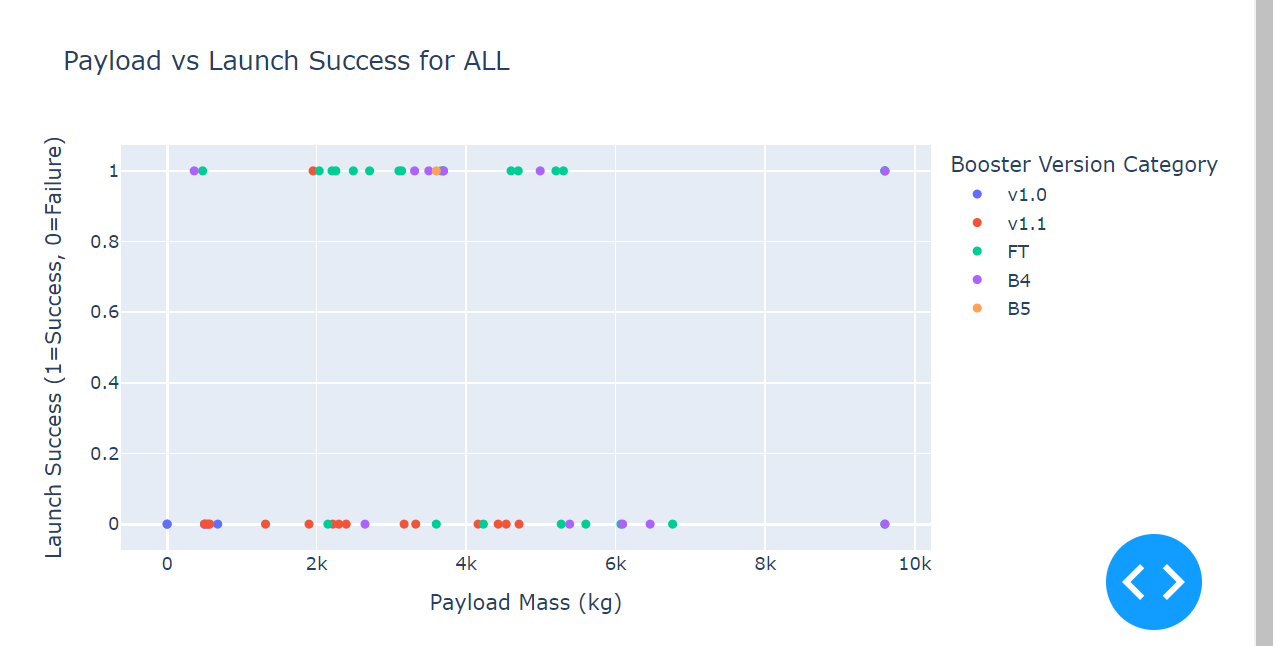 Payload vs Launch Success for ALL
Launch Success (1=Success, 0=Failure)
1
0.8
0.6
0.4
0.2
0
0 2k 4k 6k 8k 10k
Payload Mass (kg)
Booster Version Category
v1.0
v1.1
FT
B4
B5